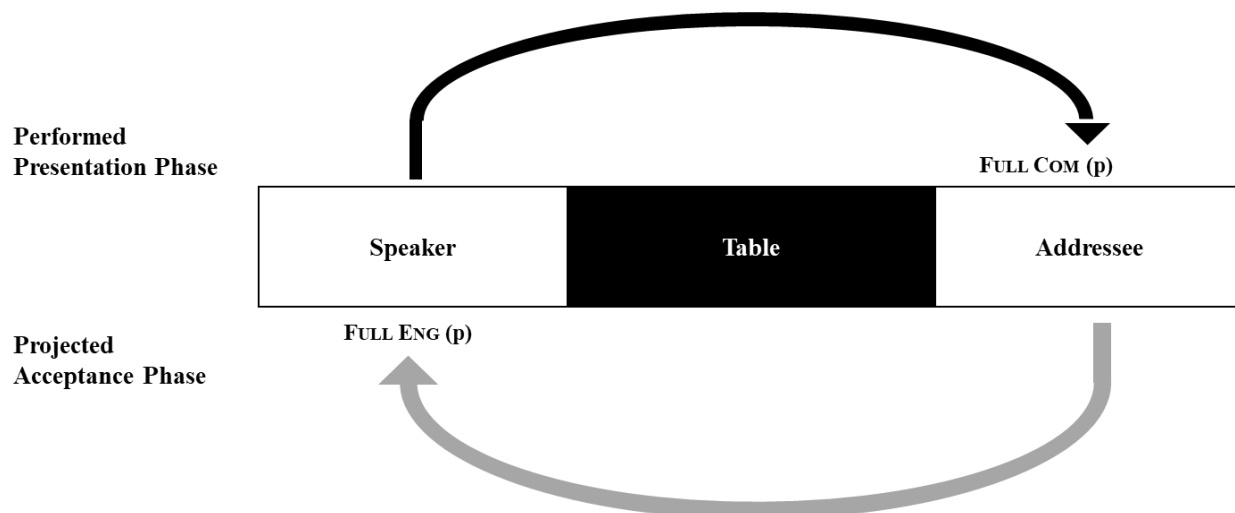 Performed
Presentation Phase
FULL COM (p)
Speaker
Table
Addressee
FULL ENG (p)
Projected
Acceptance Phase